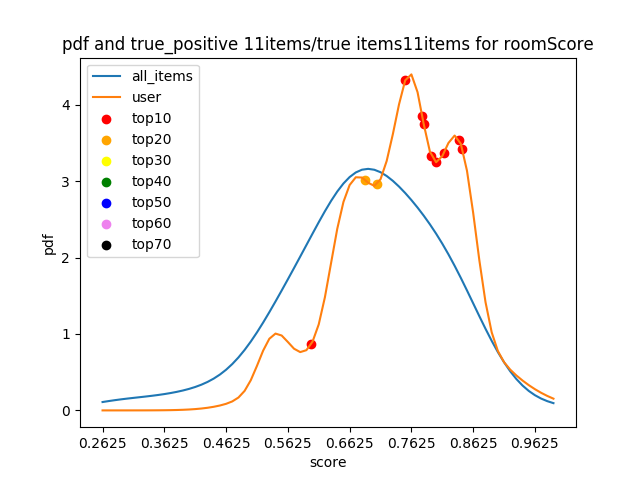 pdf and true_positive 11items/true items11items for roomScore
all_items
user
top10
top20
top30
top40
top50
top60
top70
pdf
4
3
2
1
0
0.2625 0.3625 0.4625 0.5625 0.6625 0.7625 0.8625 0.9625
score